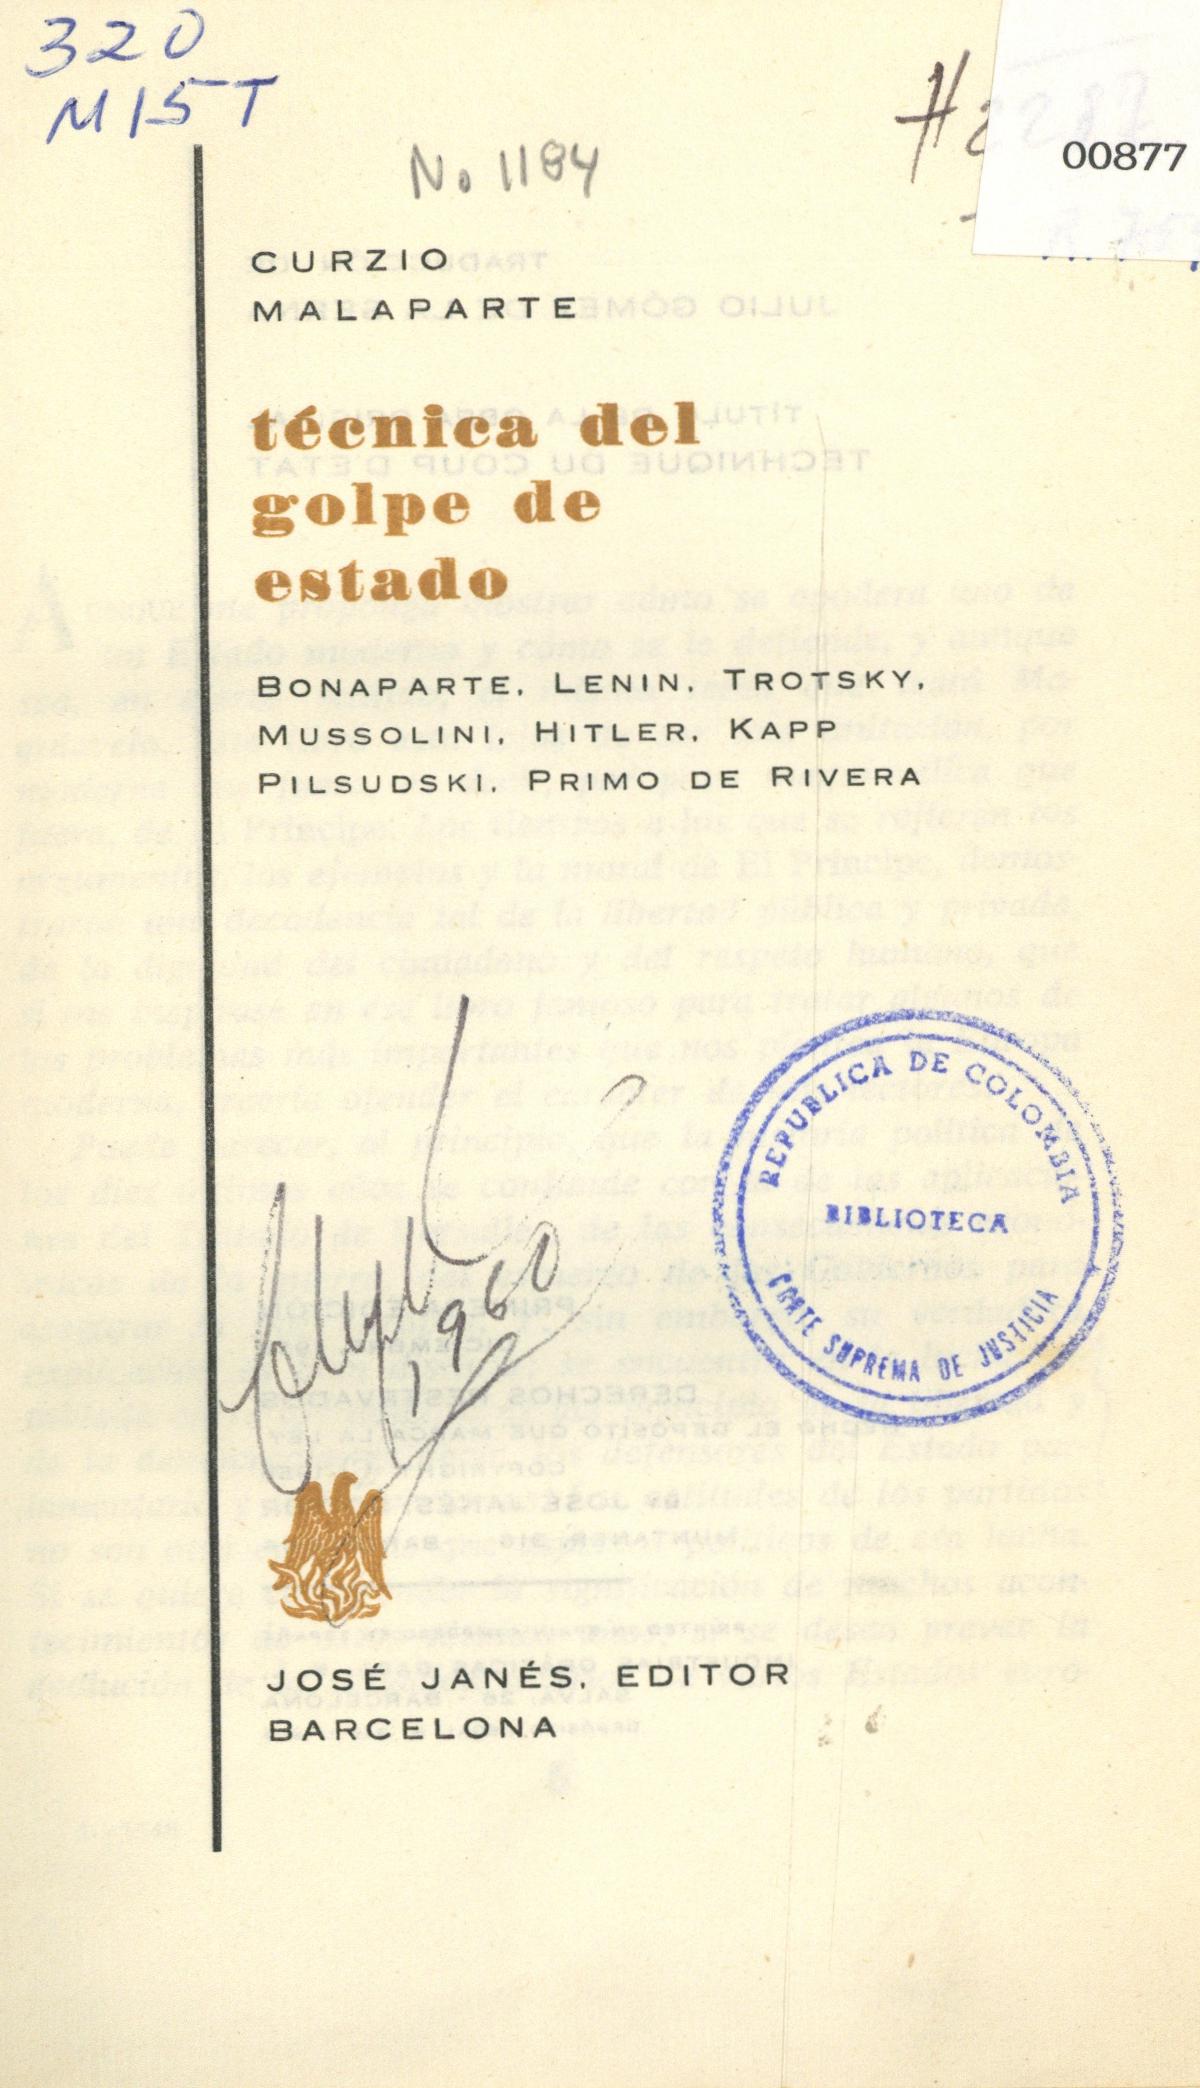 320
M15T
00877
No. 1184
CURZIO
MALAPARTE
técnica del
golpe de
estado
BONAPARTE, LENIN, TROTSKY,
MUSSOLINI, HITLER, KAPP
PILSUDSKI, PRIMO DE RIVERA
REPUBLICA DE COLOMBIA
BIBLIOTECA
CORTE SUPREMA DE JUSTICIA
1960
JOSÉ JANÉS, EDITOR
BARCELONA